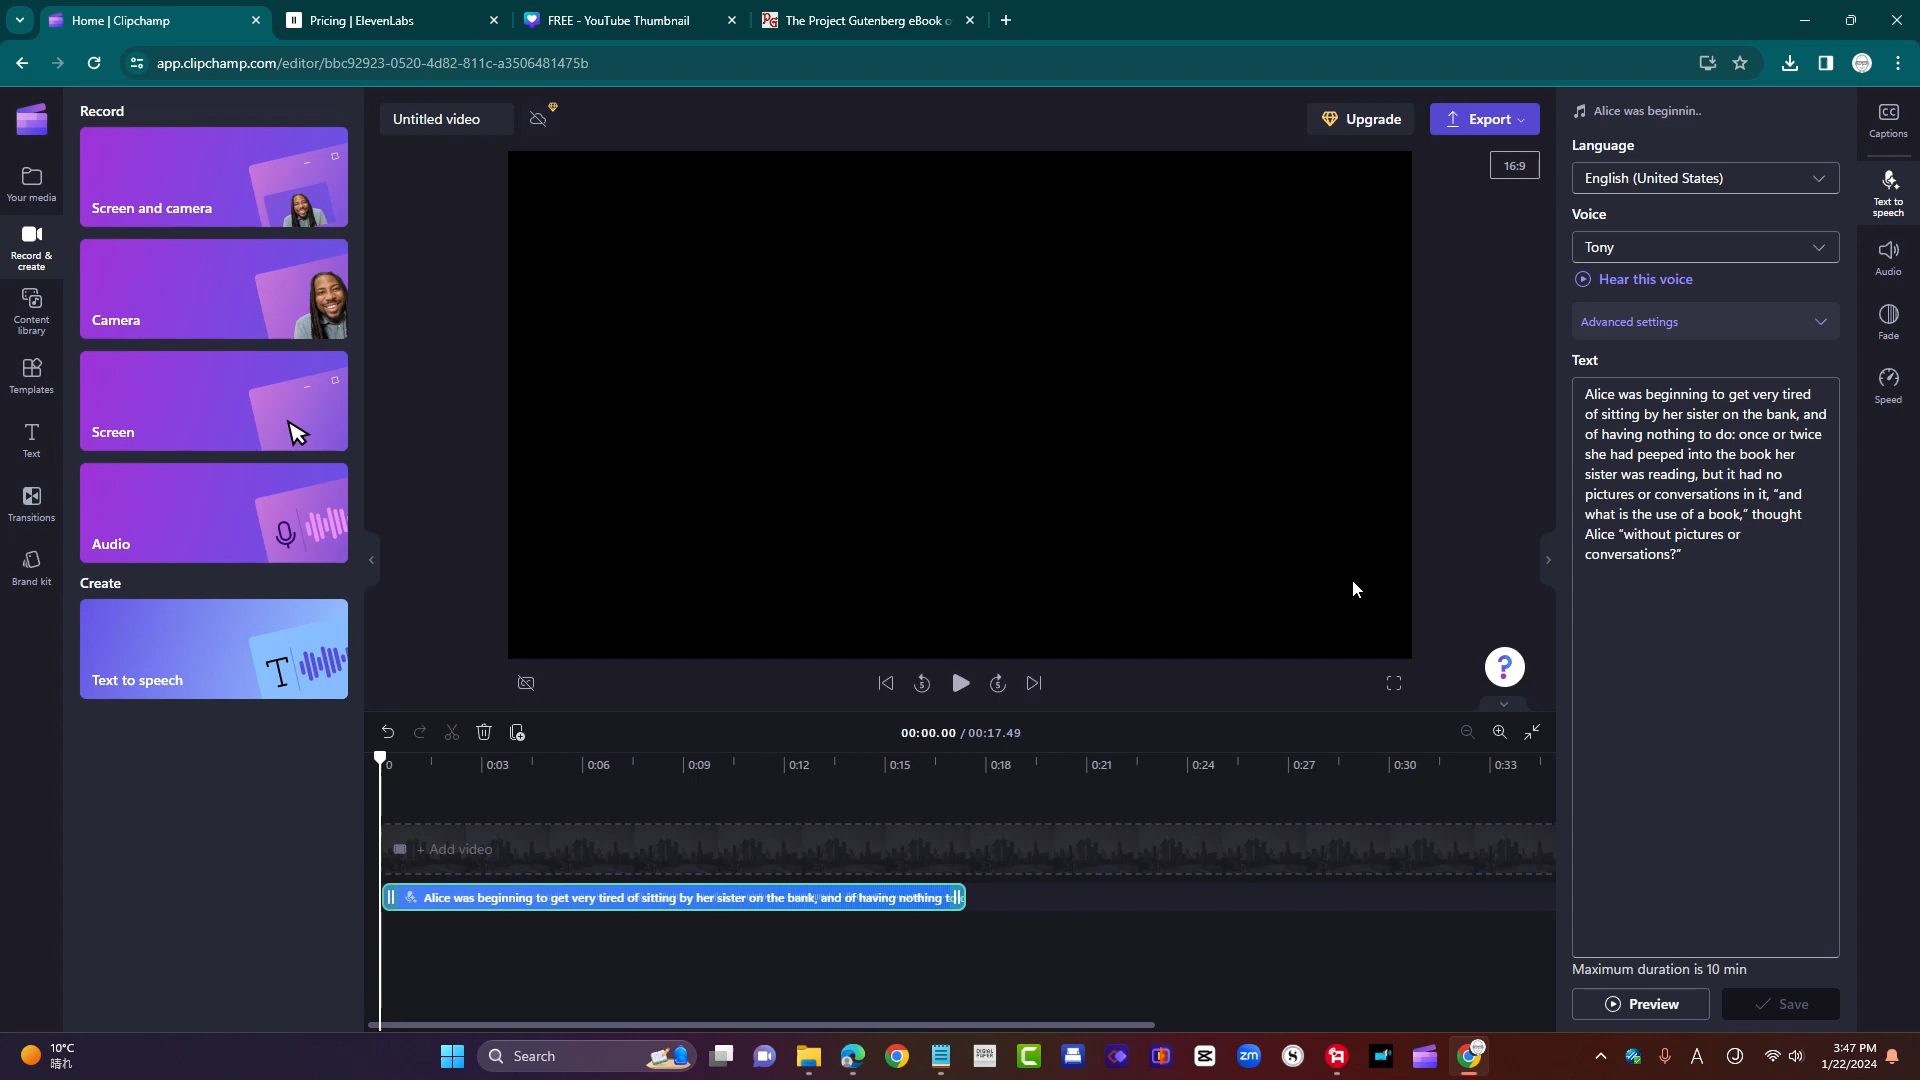 Home | Clipchamp
Pricing | ElevenLabs
FREE - YouTube Thumbnail
The Project Gutenberg eBook o
app.clipchamp.com/editor/bbc92923-0520-4d82-811c-a3506481475b
Your media
Record &
create
Content
library
Templates
Text
Transitions
Brand kit
Record
Screen and camera
Camera
Screen
Audio
Create
Text to speech
Untitled video
Upgrade
Export
16:9
00:00.00 / 00:17.49
0
0:03
0:06
0:09
0:12
0:15
0:18
0:21
0:24
0:27
0:30
0:33
+ Add video
Alice was beginning to get very tired of sitting by her sister on the bank, and of having nothing t
Alice was beginnin..
Language
English (United States)
Voice
Tony
Hear this voice
Advanced settings
Text
Alice was beginning to get very tired
of sitting by her sister on the bank, and
of having nothing to do: once or twice
she had peeped into the book her
sister was reading, but it had no
pictures or conversations in it, “and
what is the use of a book,” thought
Alice “without pictures or
conversations?”
Maximum duration is 10 min
Preview
Save
CC
Captions
Text to
speech
Audio
Fade
Speed
10°C
晴れ
Search
DIGITAL
PAPER
zm
A
3:47 PM
1/22/2024